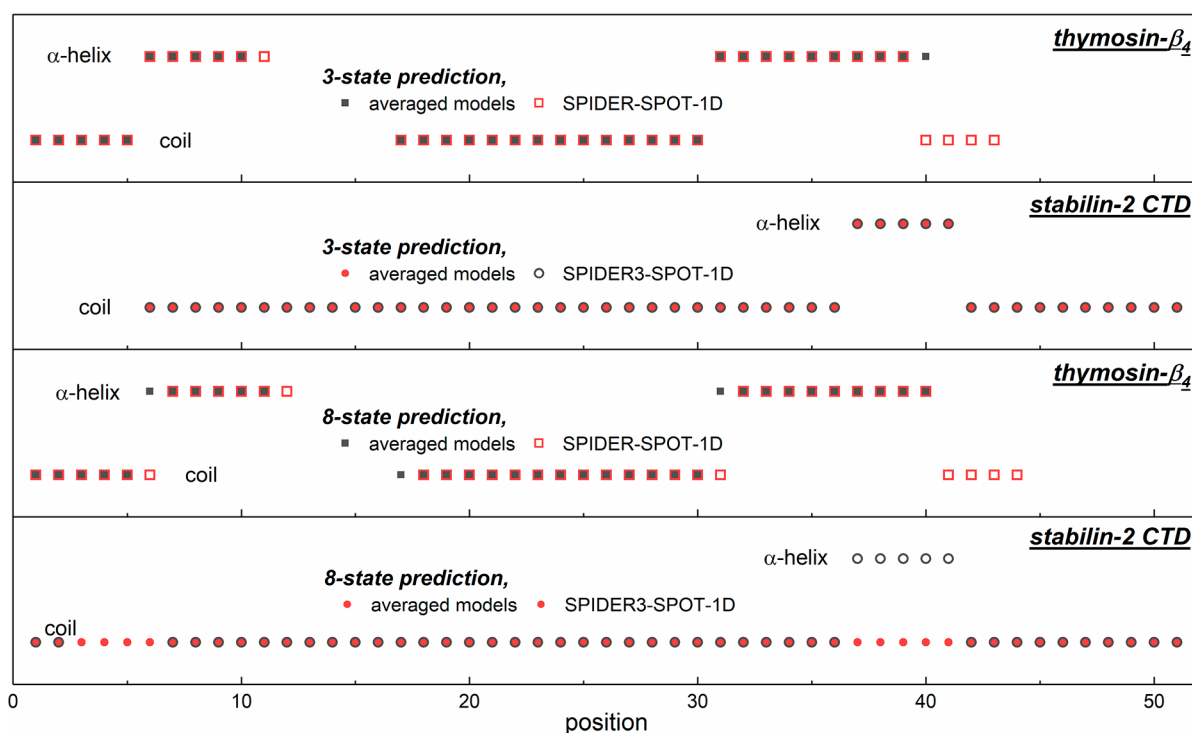 thymosin-β4
α-helix
3-state prediction,
averaged models SPIDER-SPOT-1D
coil
stabilin-2 CTD
α-helix
3-state prediction,
averaged models SPIDER3-SPOT-1D
coil
thymosin-β4
α-helix
8-state prediction,
averaged models SPIDER-SPOT-1D
coil
stabilin-2 CTD
α-helix
8-state prediction,
averaged models SPIDER3-SPOT-1D
coil
0 10 20 30 40 50
position